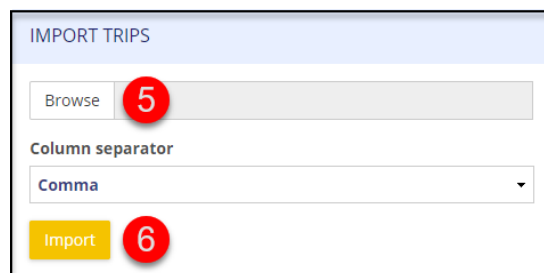 IMPORT TRIPS
Browse 5
Column separator
Comma
Import 6